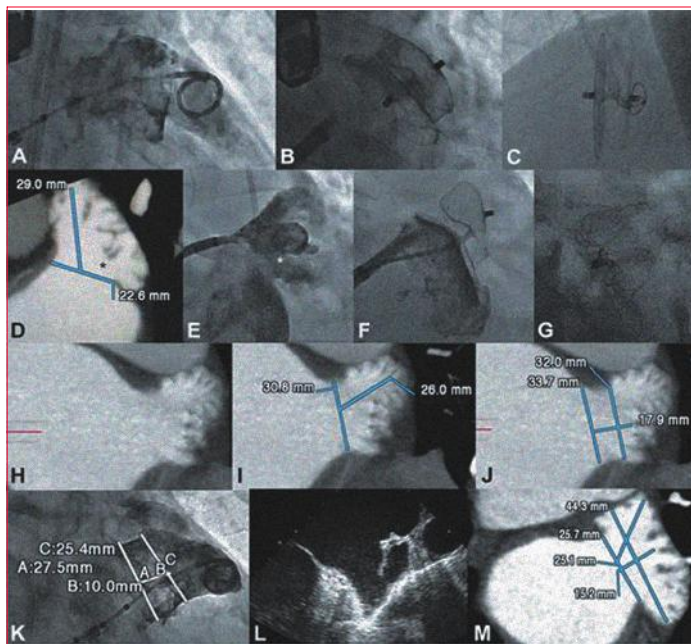 A
B
C
29.0 mm
22.6 mm
D
E
F
G
H
30.8 mm
26.0 mm
I
32.0 mm
33.7 mm
17.9 mm
J
C:25.4mm
A:27.5mm
B:10.0mm
A
B
C
K
L
44.3 mm
25.7 mm
25.1 mm
15.2 mm
M